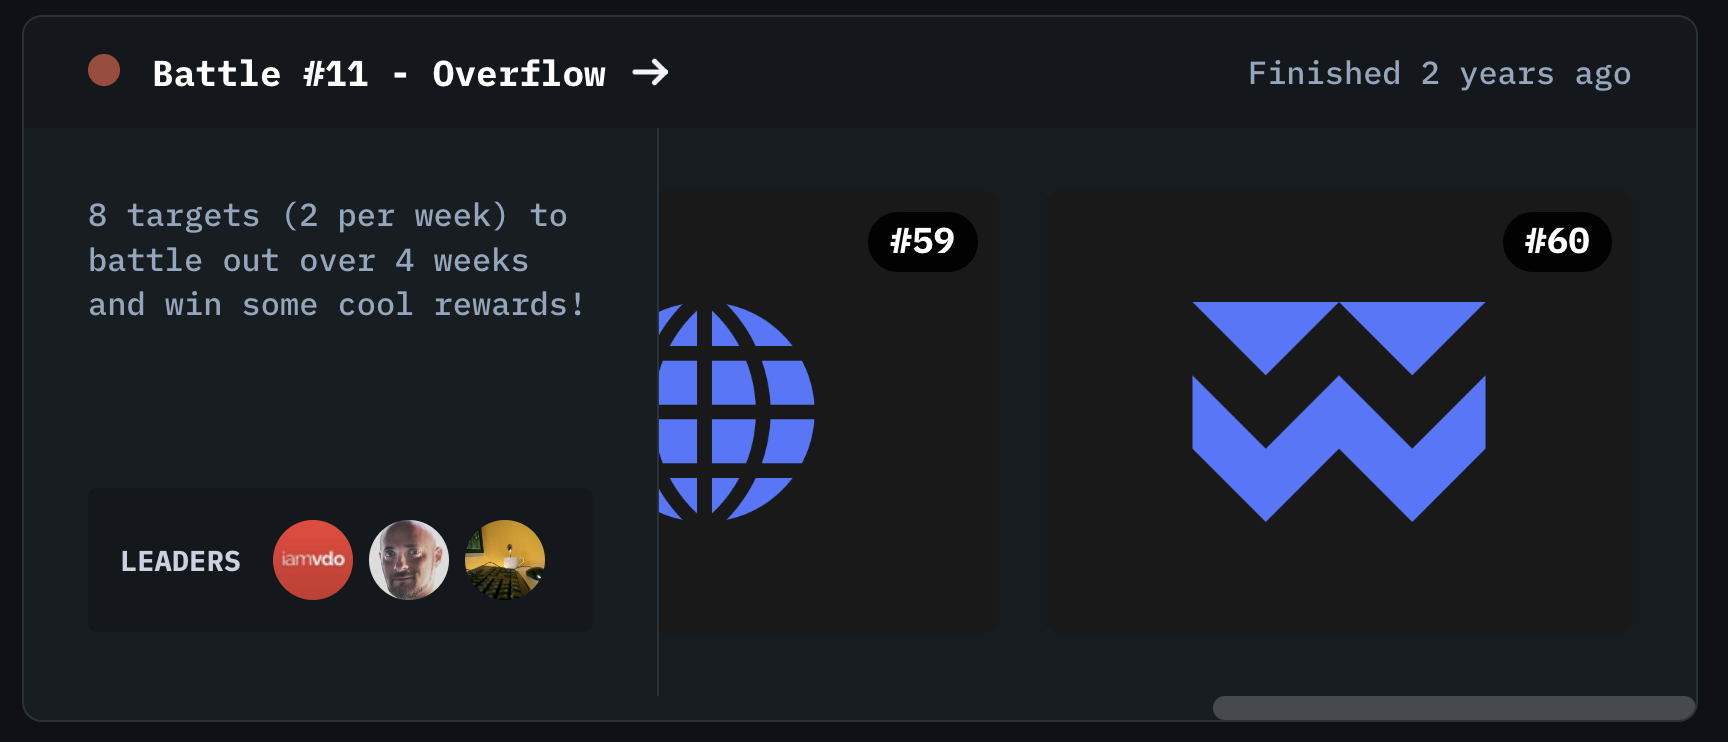 Battle #11 - Overflow →
Finished 2 years ago
8 targets (2 per week) to
battle out over 4 weeks
and win some cool rewards!
#59
#60
LEADERS
iamvdo